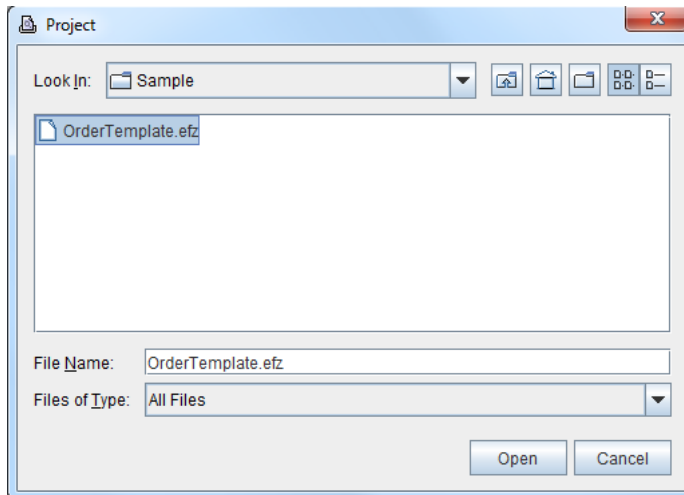 Project
Look In: Sample
OrderTemplate.efz
File Name: OrderTemplate.efz
Files of Type: All Files
Open Cancel